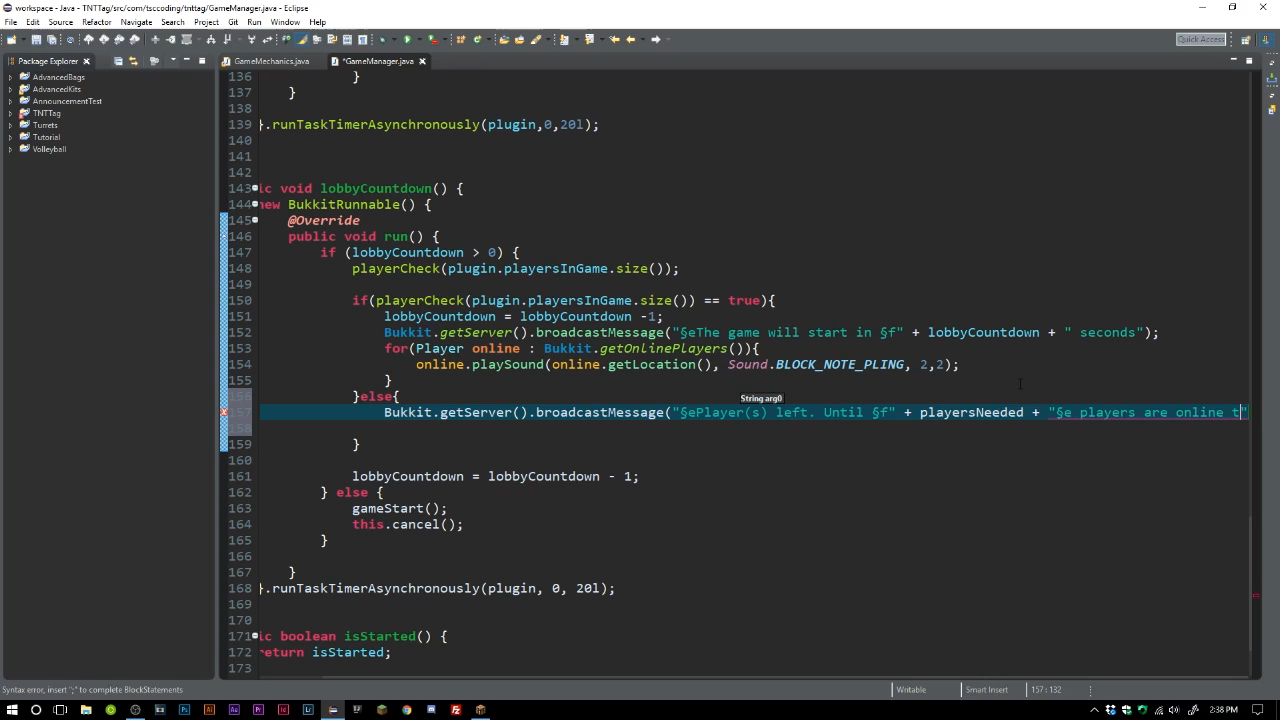 workspace - Java - TNTTag/src/com/tsccoding/tnttag/GameManager.java - Eclipse
File Edit Source Refactor Navigate Search Project Git Run Window Help
Quick Access
Package Explorer
GameMechanics.java
*GameManager.java
AdvancedBags
AdvancedKits
AnnouncementTest
TNTTag
Turrets
Tutorial
Volleyball
136 }
137 }
138
139 }.runTaskTimerAsynchronously(plugin,0,20l);
140
141
142
143 ic void lobbyCountdown() {
144 new BukkitRunnable() {
145 @Override
146 public void run() {
147 if (lobbyCountdown > 0) {
148 playerCheck(plugin.playersInGame.size());
149
150 if(playerCheck(plugin.playersInGame.size()) == true){
151 lobbyCountdown = lobbyCountdown -1;
152 Bukkit.getServer().broadcastMessage("§eThe game will start in §f" + lobbyCountdown + " seconds");
153 for(Player online : Bukkit.getOnlinePlayers()){
154 online.playSound(online.getLocation(), Sound.BLOCK_NOTE_PLING, 2,2);
155 }
156 }else{
String arg0
157 Bukkit.getServer().broadcastMessage("§ePlayer(s) left. Until §f" + playersNeeded + "§e players are online t"
158
159 }
160
161 lobbyCountdown = lobbyCountdown - 1;
162 } else {
163 gameStart();
164 this.cancel();
165 }
166
167 }
168 }.runTaskTimerAsynchronously(plugin, 0, 20l);
169
170
171 ic boolean isStarted() {
172 return isStarted;
173
Syntax error, insert ";" to complete BlockStatements
Writable
Smart Insert
157 : 132
2:38 PM